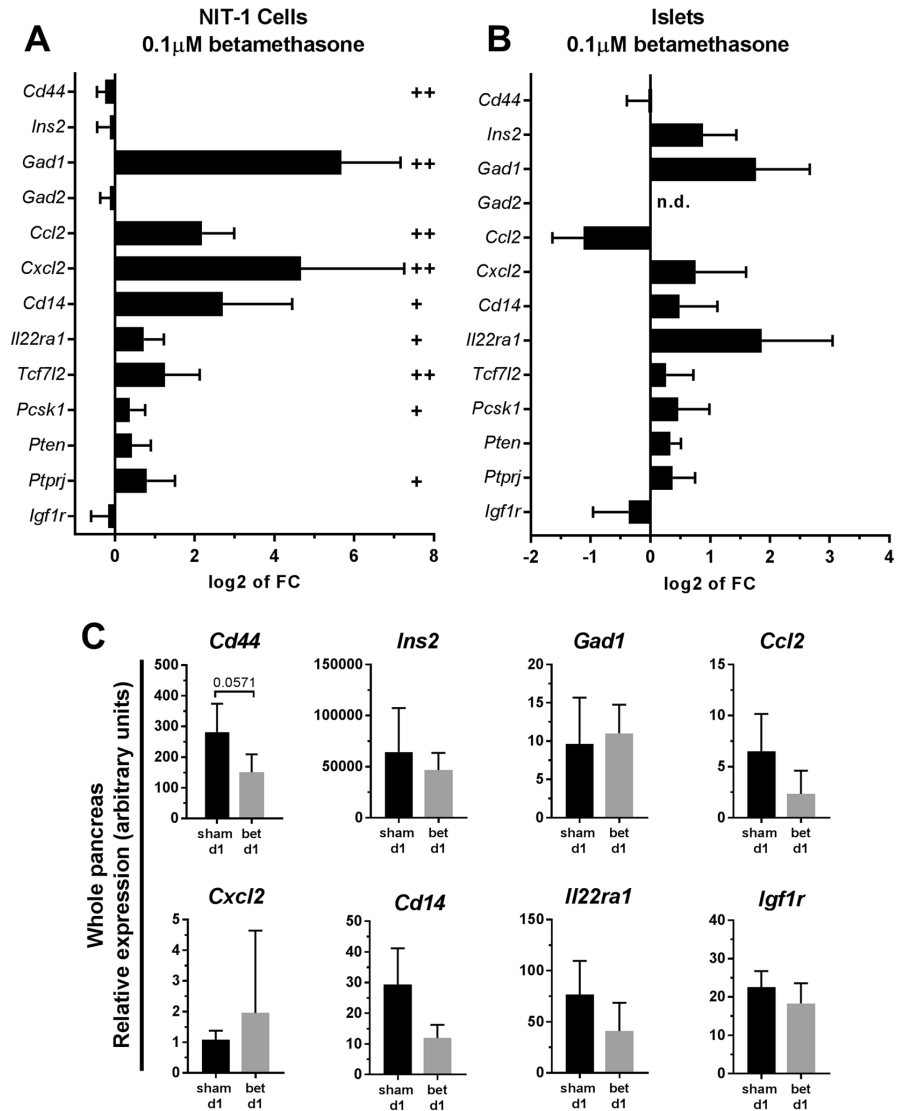 NIT-1 Cells
A
0.1µM betamethasone
Cd44
++
Ins2
Gad1
++
Gad2
Ccl2
++
Cxcl2
++
Cd14
+
Il22ra1
+
Tcf7l2
++
Pcsk1
+
Pten
Ptprj
+
Igf1r
0 2 4 6 8
log2 of FC
Islets
B
0.1µM betamethasone
Cd44
Ins2
Gad1
Gad2
n.d.
Ccl2
Cxcl2
Cd14
Il22ra1
Tcf7l2
Pcsk1
Pten
Ptprj
Igf1r
-2 -1 0 1 2 3 4
log2 of FC
C
Whole pancreas
Relative expression (arbitrary units)
Cd44
500
400
300
200
100
0
0.0571
sham bet
d1 d1
Ins2
150000
100000
50000
0
sham bet
d1 d1
Gad1
20
15
10
5
0
sham bet
d1 d1
Ccl2
15
10
5
0
sham bet
d1 d1
Cxcl2
5
4
3
2
1
0
sham bet
d1 d1
Cd14
50
40
30
20
10
0
sham bet
d1 d1
Il22ra1
150
100
50
0
sham bet
d1 d1
Igf1r
40
30
20
10
0
sham bet
d1 d1